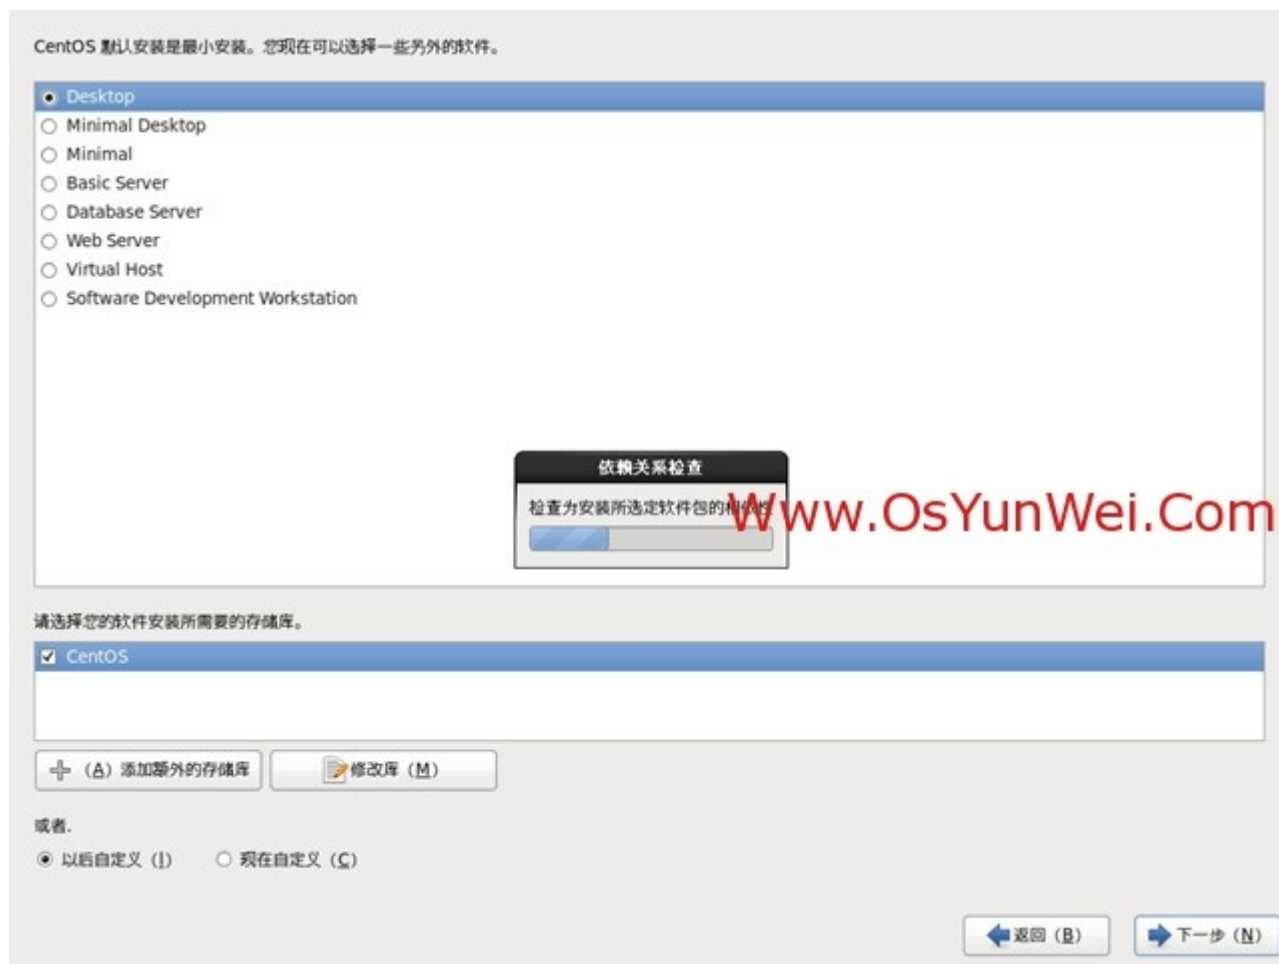 CentOS 默认安装是最小安装。您现在可以选择一些另外的软件。
Desktop
Minimal Desktop
Minimal
Basic Server
Database Server
Web Server
Virtual Host
Software Development Workstation
依赖关系检查
检查为安装所选定软件包的相依性
Www.OsYunWei.Com
请选择您的软件安装所需要的存储库。
CentOS
(A) 添加额外的存储库
修改库 (M)
或者.
以后自定义 (l)
现在自定义 (C)
返回 (B)
下一步 (N)